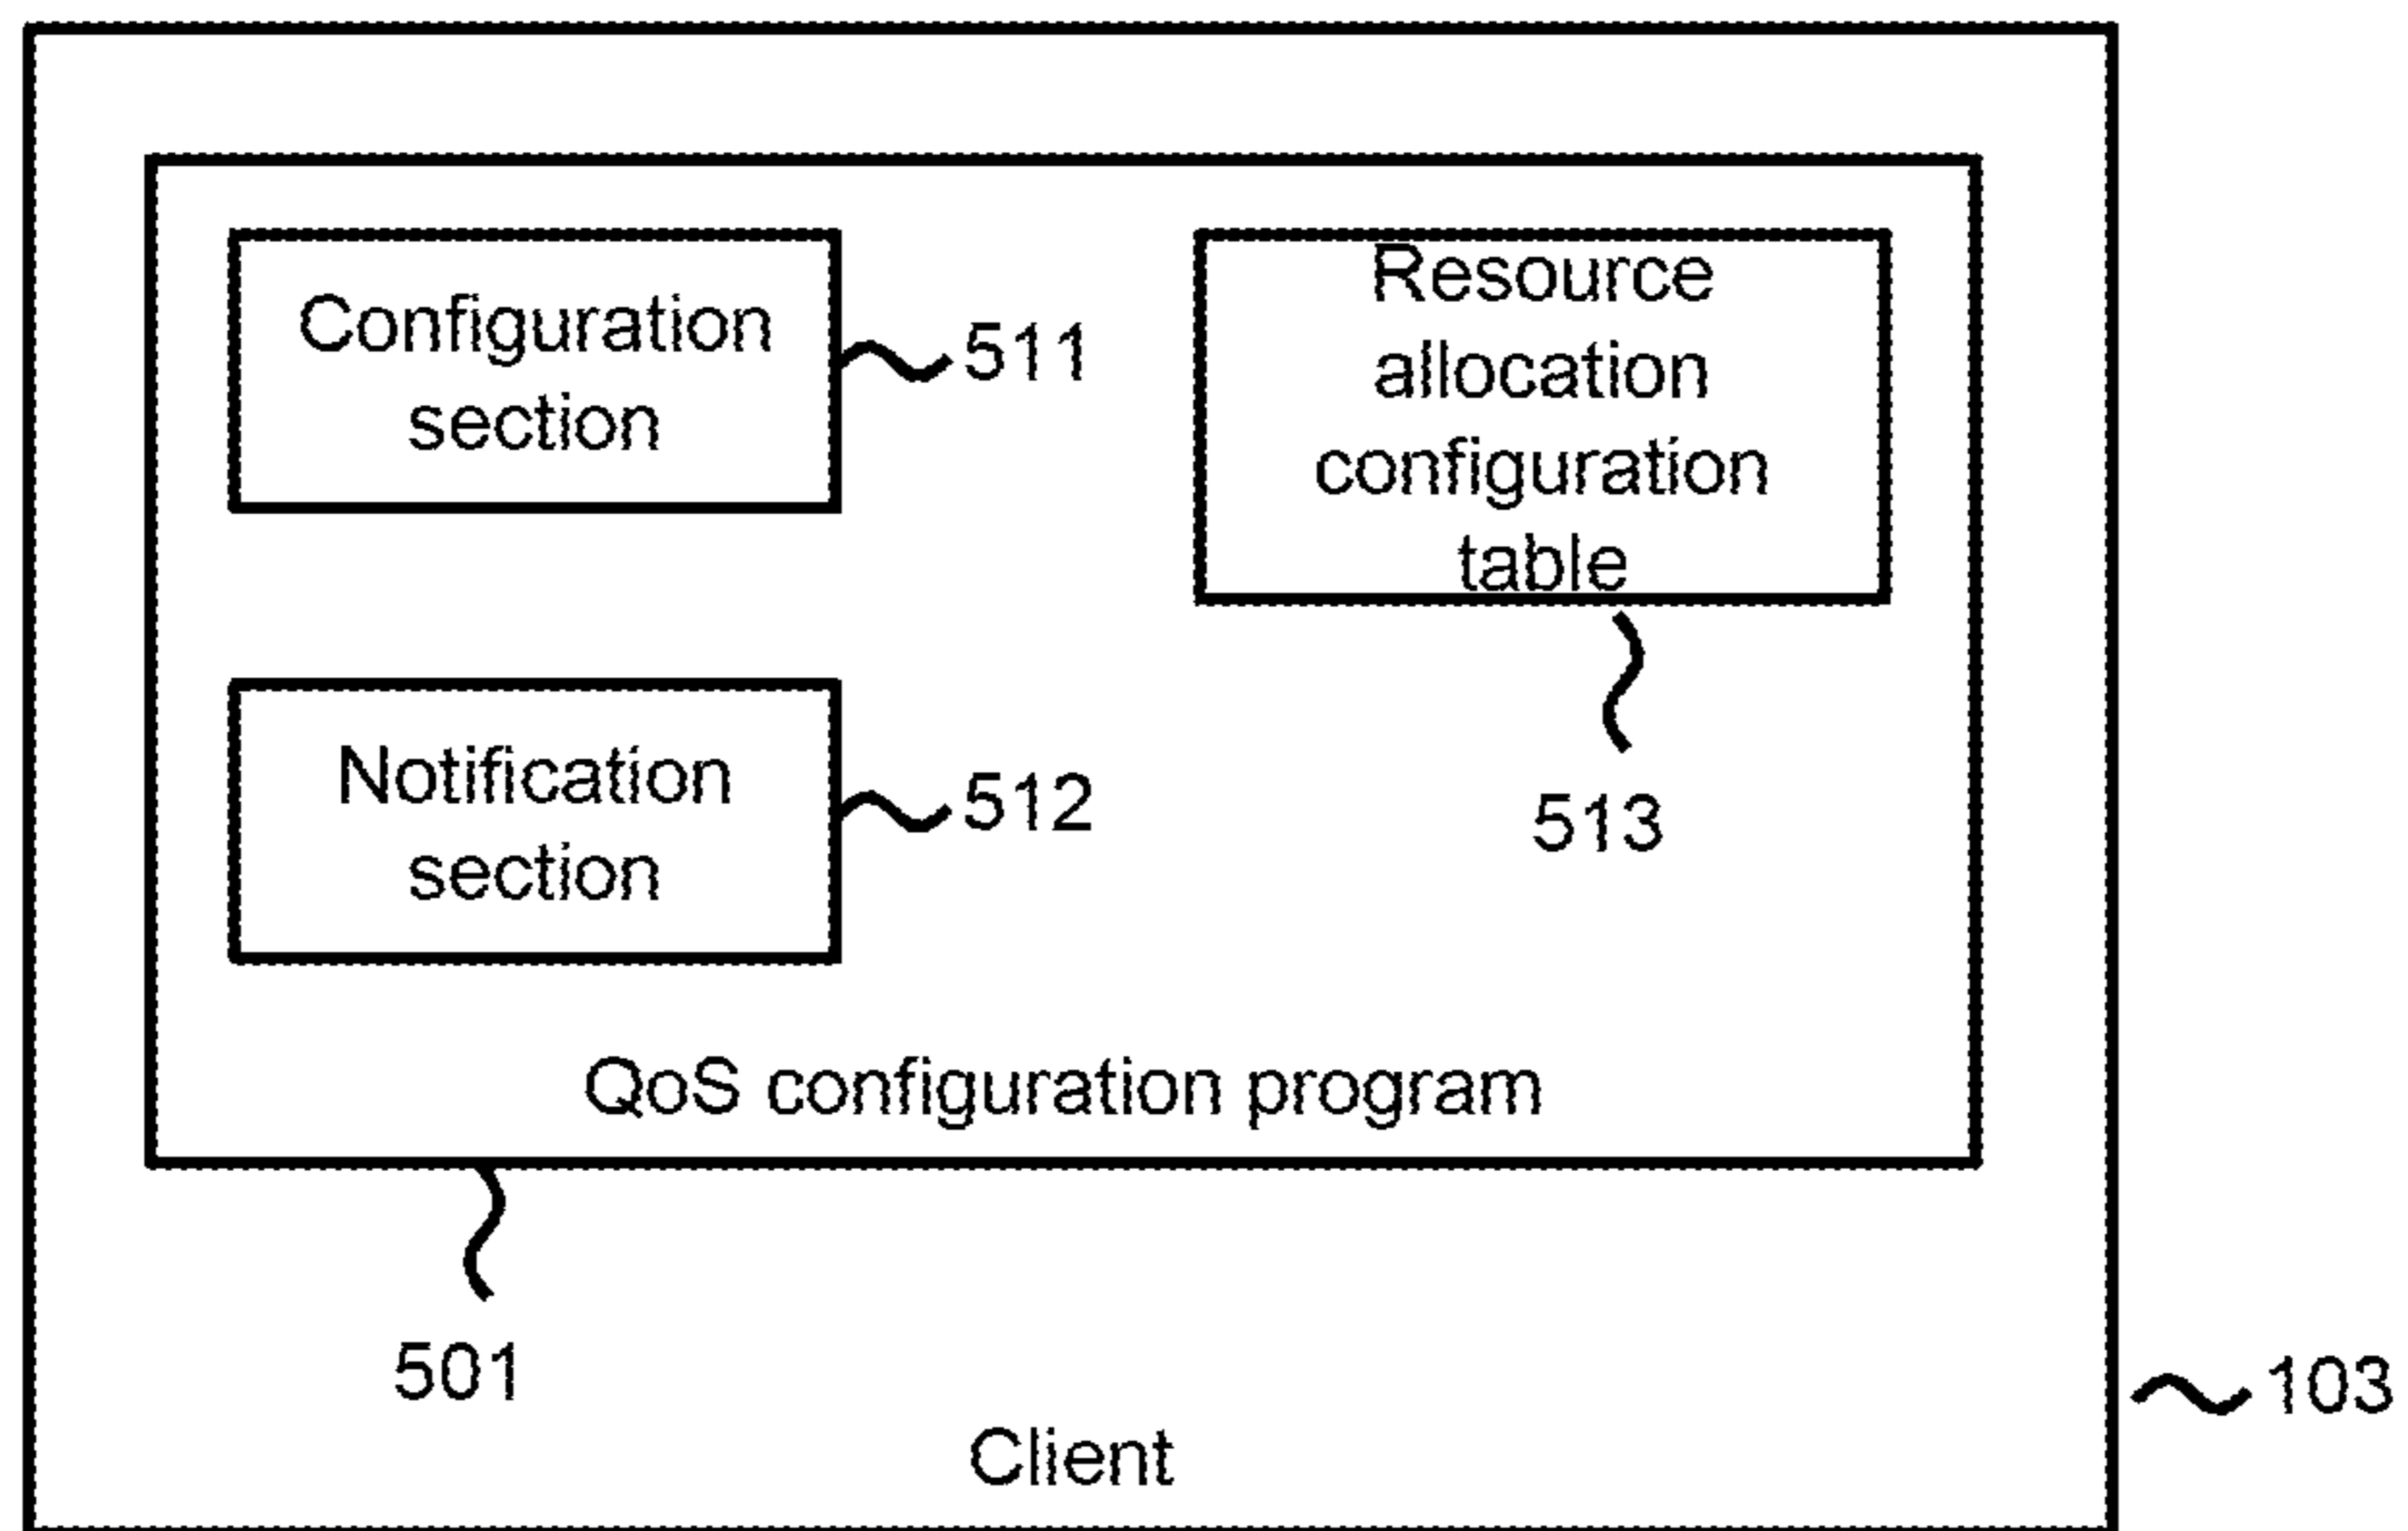 Configuration
section
511
Resource
allocation
configuration
table
513
Notification
section
512
QoS configuration program
501
Client
103